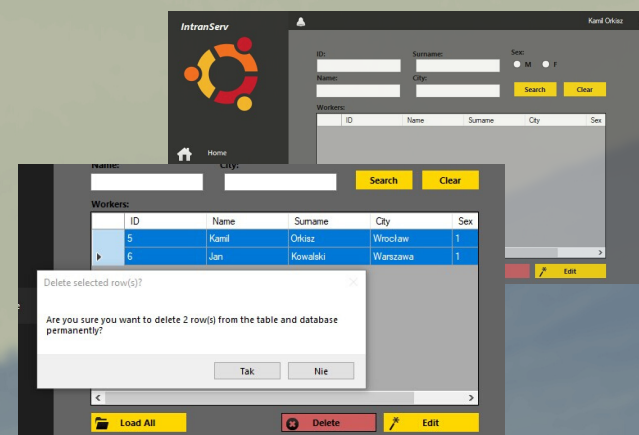 IntranServ
Kamil Orkisz
ID:
Surname:
Sex:
M F
Name:
City:
Search Clear
Workers:
ID Name Surname City Sex
Home
Edit
Name:
City:
Search Clear
Workers:
ID Name Surname City Sex
5 Kamil Orkisz Wrocław 1
6 Jan Kowalski Warszawa 1
Delete selected row(s)?
Are you sure you want to delete 2 row(s) from the table and database
permanently?
Tak Nie
Load All Delete Edit